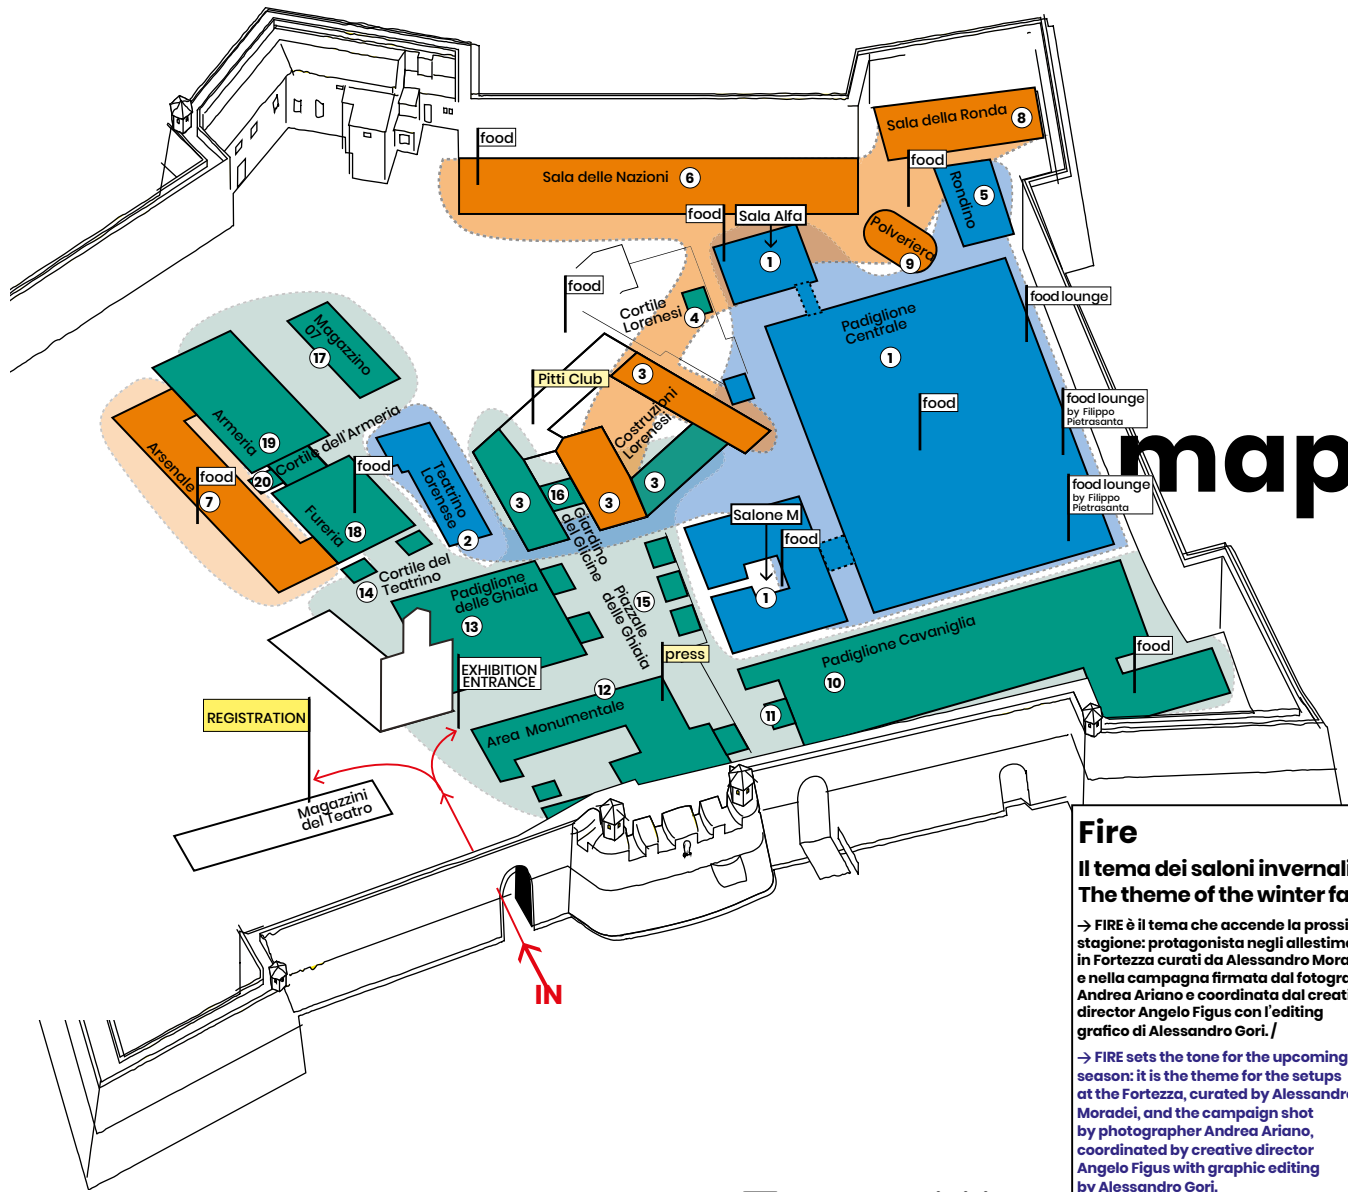 Sala della Ronda 8
food
Sala delle Nazioni 6
food
Rondino 5
food
Sala Alfa
1
Polveriera
9
food
Cortile
Lorenesi
4
food lounge
Padiglione
Centrale
1
Magazzino
07
17
Pitti Club
3
Costruzioni
Lorenesi
food
food lounge
by Filippo
Pietrasanta
map
Armeria
19
Cortile dell'Armeria
Arsenale
7
food
20
food
Fureria
18
Teatrino
Lorenese
2
3
16
3
3
Giardino
del Glicine
food lounge
by Filippo
Pietrasanta
Salone M
food
1
Cortile del
Teatrino
14
Padiglione
delle Ghiaia
13
Piazzale
delle Ghiaia
15
Padiglione Cavaniglia
10
food
press
EXHIBITION
ENTRANCE
12
Area Monumentale
11
REGISTRATION
Magazzini
del Teatro
IN
Fire
Il tema dei saloni invernali
The theme of the winter fa
→ FIRE è il tema che accende la prossi
stagione: protagonista negli allestime
in Fortezza curati da Alessandro Mora
e nella campagna firmata dal fotogra
Andrea Ariano e coordinata dal creati
director Angelo Figus con l'editing
grafico di Alessandro Gori. /
→ FIRE sets the tone for the upcoming
season: it is the theme for the setups
at the Fortezza, curated by Alessandro
Moradei, and the campaign shot
by photographer Andrea Ariano,
coordinated by creative director
Angelo Figus with graphic editing
by Alessandro Gori.